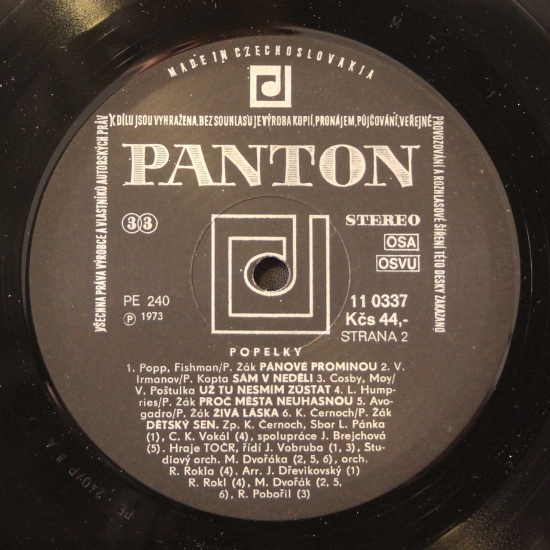 MADE IN CZECHOSLOVAKIA
VŠECHNA PRÁVA VÝROBCE A VLASTNÍKŮ AUTORSKÝCH PRÁV
K DÍLU JSOU VYHRAŽENA. BEZ SOUHLASU JE VÝROBA KOPIÍ, PRONÁJEM, PŮJČOVÁNÍ, VEŘEJNÉ
PROVOZOVÁNÍ A ROZHLASOVÉ ŠÍŘENÍ TÉTO DESKY ZAKÁZÁNO
PANTON
33
STEREO
OSA
OSVU
PE 240
Ⓟ 1973
11 0337
Kčs 44,-
STRANA 2
POPELKY
1. Popp, Fishman/P. Žák PÁNOVÉ PROMINOU 2. V.
Irmanov/P. Kopta SÁM V NEDĚLI 3. Cosby, Moy/
V. Poštulka UŽ TU NESMÍM ZŮSTAT 4. L. Hump-
ries/P. Žák PROČ MĚSTA NEUHASNOU 5. Avo-
gadro/P. Žák ŽIVÁ LÁSKA 6. K. Černoch/P. Žák
DĚTSKÝ SEN. Zp. K. Černoch, Sbor L. Pánka
(1), C. K. Vokál (4), spolupráce J. Brejchová
(5). Hraje TOČR, řídí J. Vobruba (1, 3), Stu-
diový orch. M. Dvořáka (2, 5, 6), orch.
R. Rokla (4). Arr. J. Dřevikovský (1)
R. Rokl (4), M. Dvořák (2, 5,
6), R. Pobořil (3)